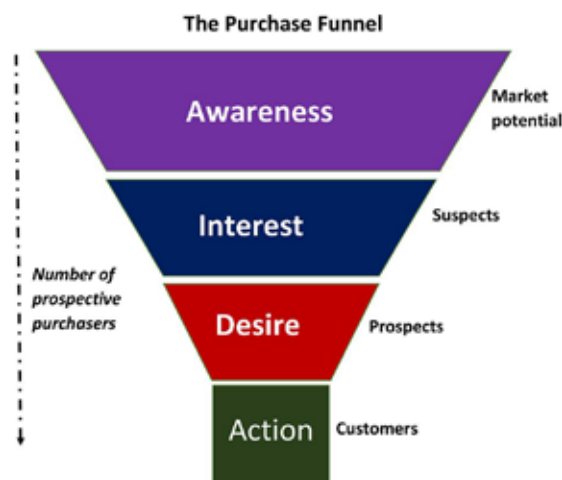 The Purchase Funnel
Awareness
Market
potential
Interest
Suspects
Number of
prospective
purchasers
Desire
Prospects
Action
Customers